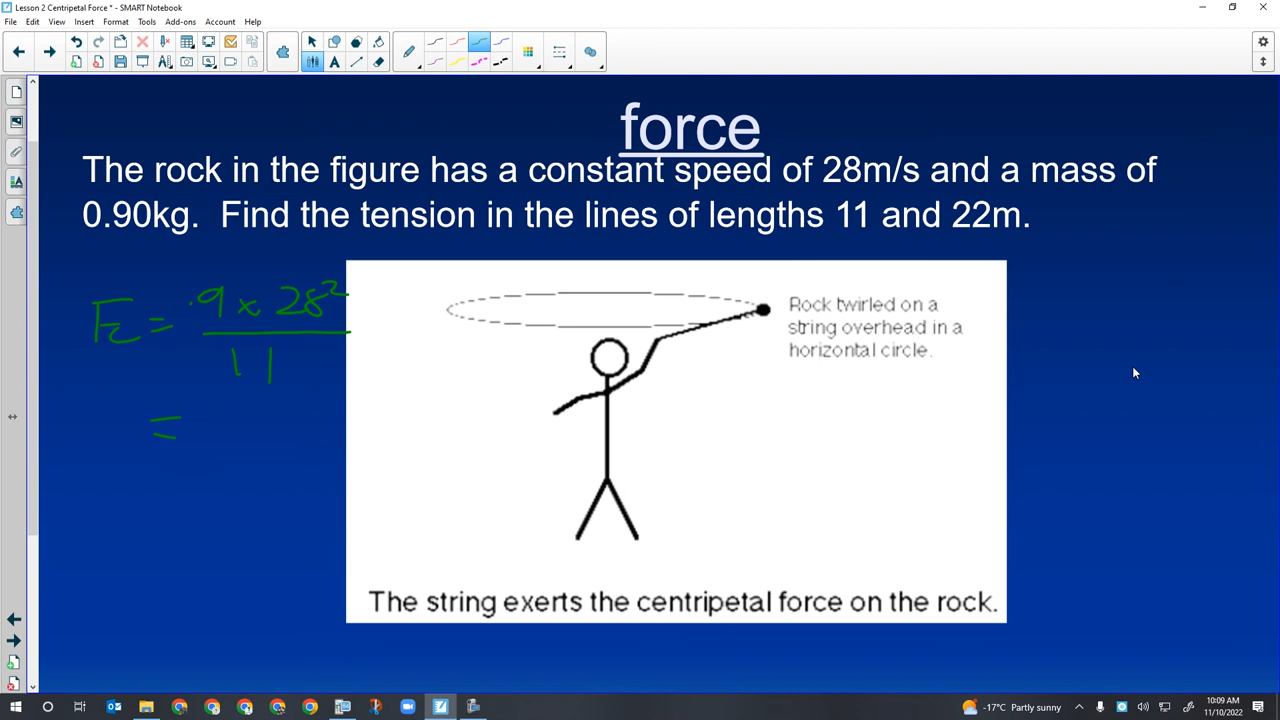 Lesson 2 Centripetal Force * - SMART Notebook
File Edit View Insert Format Tools Add-ons Account Help
force
The rock in the figure has a constant speed of 28m/s and a mass of
0.90kg. Find the tension in the lines of lengths 11 and 22m.
Fc = .9 x 28²
11
=
Rock twirled on a
string overhead in a
horizontal circle.
The string exerts the centripetal force on the rock.
-17°C Partly sunny
10:09 AM
11/10/2022